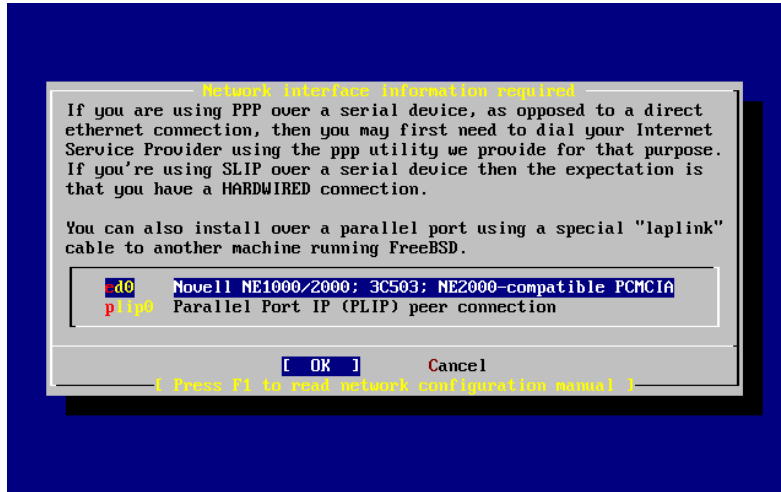 Network interface information required
If you are using PPP over a serial device, as opposed to a direct
ethernet connection, then you may first need to dial your Internet
Service Provider using the ppp utility we provide for that purpose.
If you're using SLIP over a serial device then the expectation is
that you have a HARDWIRED connection.
You can also install over a parallel port using a special "laplink"
cable to another machine running FreeBSD.
ed0 Novell NE1000/2000; 3C503; NE2000-compatible PCMCIA
plip0 Parallel Port IP (PLIP) peer connection
[ OK ] Cancel
[ Press F1 to read network configuration manual ]